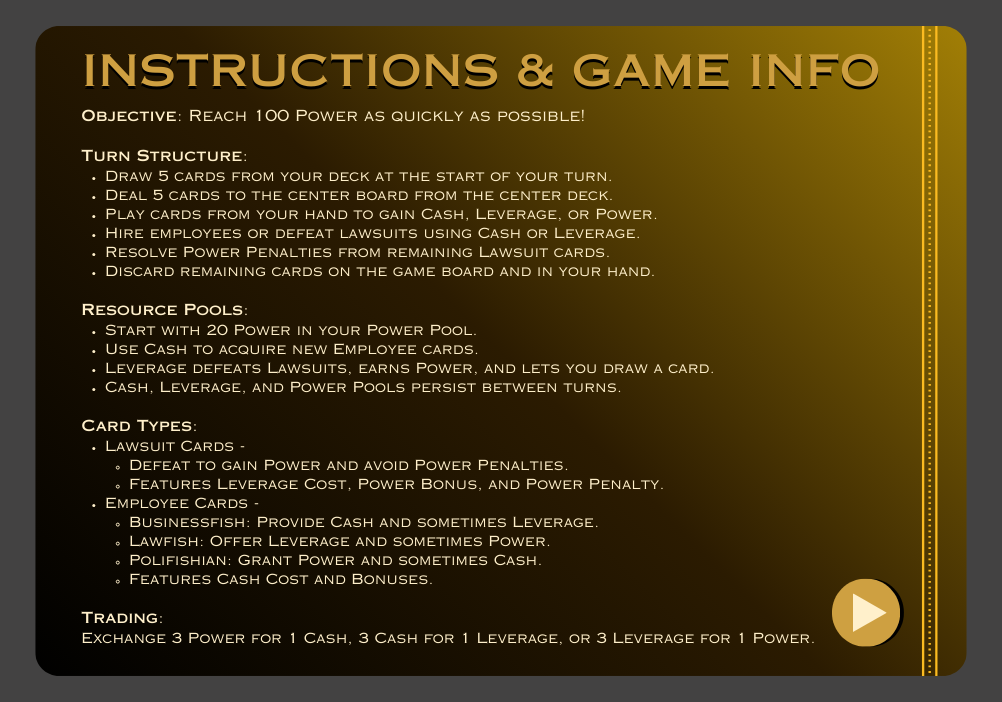 Instructions & Game Info
Objective: Reach 100 Power as quickly as possible!
Turn Structure:
• Draw 5 cards from your deck at the start of your turn.
• Deal 5 cards to the center board from the center deck.
• Play cards from your hand to gain Cash, Leverage, or Power.
• Hire employees or defeat lawsuits using Cash or Leverage.
• Resolve Power Penalties from remaining Lawsuit cards.
• Discard remaining cards on the game board and in your hand.
Resource Pools:
• Start with 20 Power in your Power Pool.
• Use Cash to acquire new Employee cards.
• Leverage defeats Lawsuits, earns Power, and lets you draw a card.
• Cash, Leverage, and Power Pools persist between turns.
Card Types:
• Lawsuit Cards -
◦ Defeat to gain Power and avoid Power Penalties.
◦ Features Leverage Cost, Power Bonus, and Power Penalty.
• Employee Cards -
◦ Businessfish: Provide Cash and sometimes Leverage.
◦ Lawfish: Offer Leverage and sometimes Power.
◦ Polifishian: Grant Power and sometimes Cash.
◦ Features Cash Cost and Bonuses.
Trading:
Exchange 3 Power for 1 Cash, 3 Cash for 1 Leverage, or 3 Leverage for 1 Power.